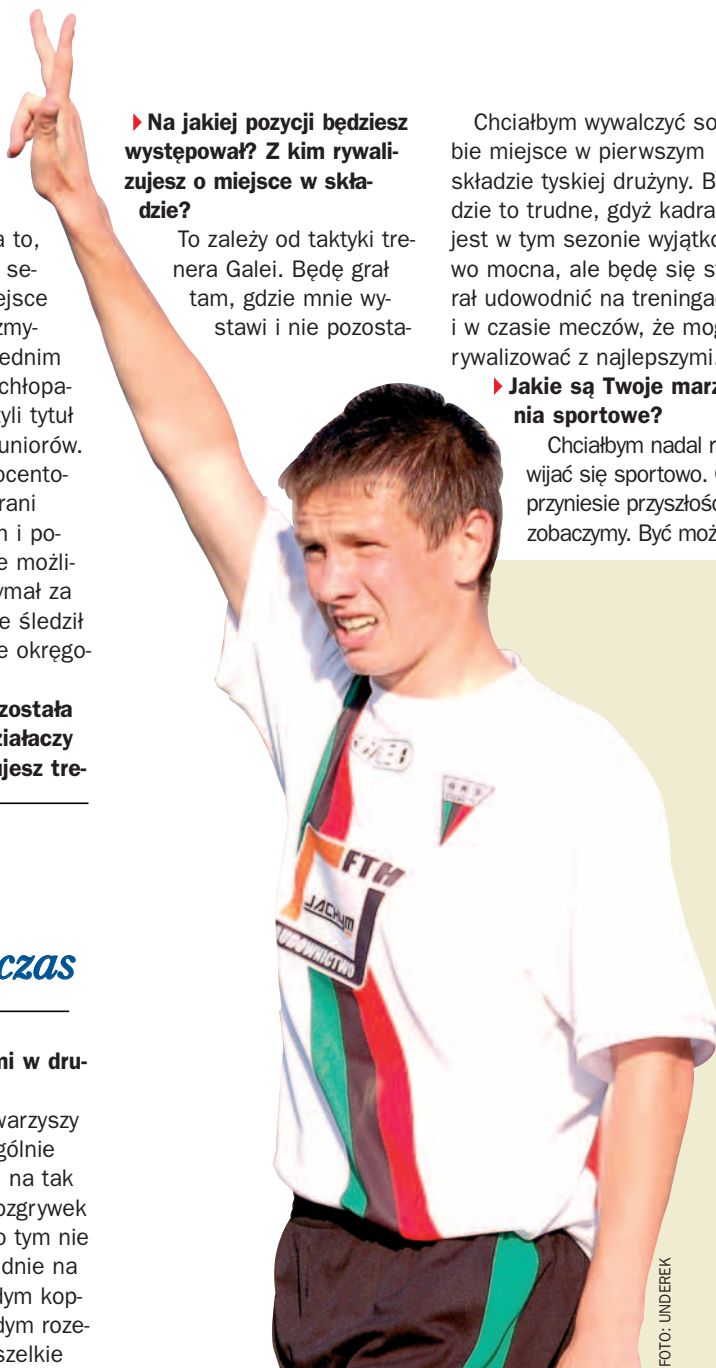 a to,
se-
ejsce
zmy-
ednim
chłopa-
yli tytuł
uniorów.
ocento-
rani
n i po-
e możli-
ymał za
e śledził
e okręgo-
została
ziałaczy
ujesz tre-
czas
mi w dru-
warzyszy
gólnie
na tak
ozgrywek
o tym nie
dnie na
dym kop-
dym roze-
szelkie
Na jakiej pozycji będziesz
występował? Z kim rywali-
zujesz o miejsce w skła-
dzie?
To zależy od taktyki tre-
nera Galei. Będę grał
tam, gdzie mnie wy-
stawi i nie pozosta-
Chciałbym wywalczyć so-
bie miejsce w pierwszym
składzie tyskiej drużyny. B
dzie to trudne, gdyż kadra
jest w tym sezonie wyjątko
wo mocna, ale będę się st
rał udowodnić na treninga
i w czasie meczów, że mog
rywalizować z najlepszymi.
Jakie są Twoje marz
nia sportowe?
Chciałbym nadal r
wijać się sportowo. C
przyniesie przyszłoś
zobaczymy. Być moż
GKS
FTH
JACHYM
BUDOWNICTWO
FOTO: UNDEREK